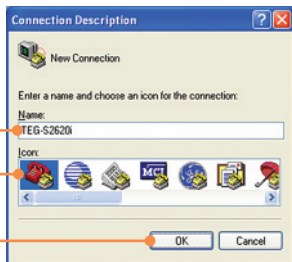 Connection Description
New Connection
Enter a name and choose an icon for the connection:
Name:
TEG-S2620i
Icon:
MCI
OK Cancel